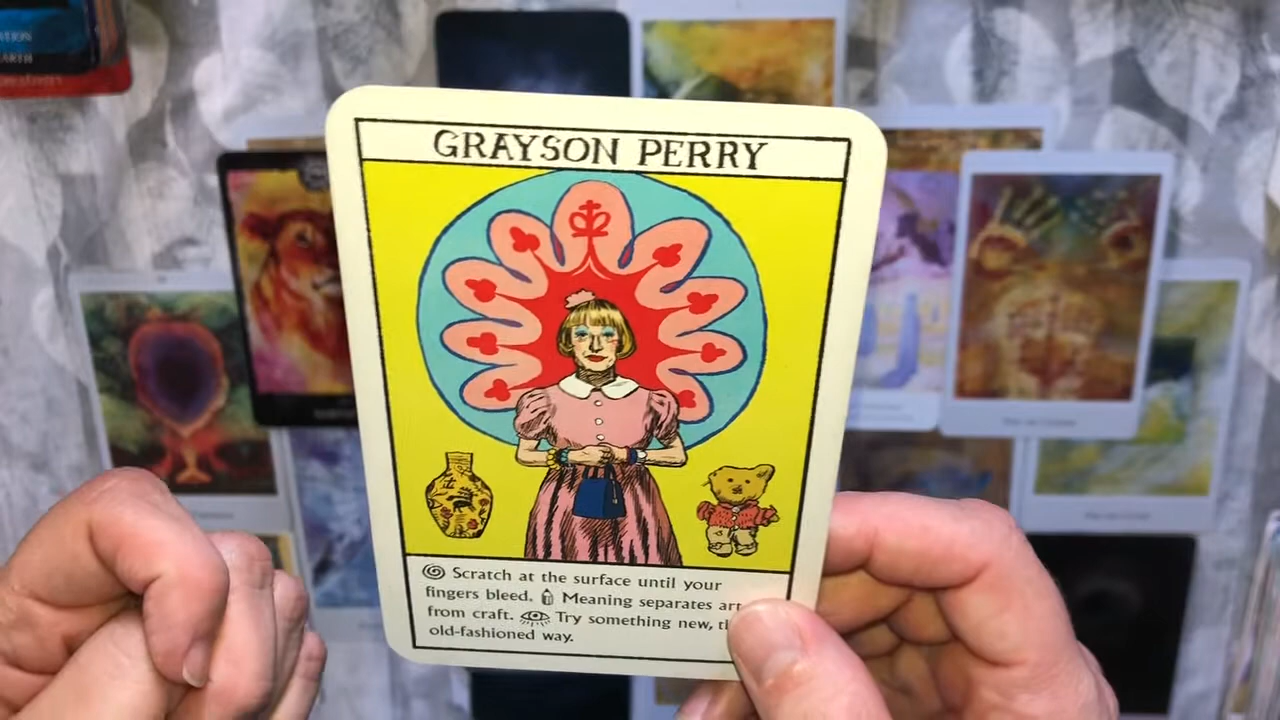 EARTH
GRAYSON PERRY
Scratch at the surface until your
fingers bleed. Meaning separates art
from craft. Try something new,
old-fashioned way.